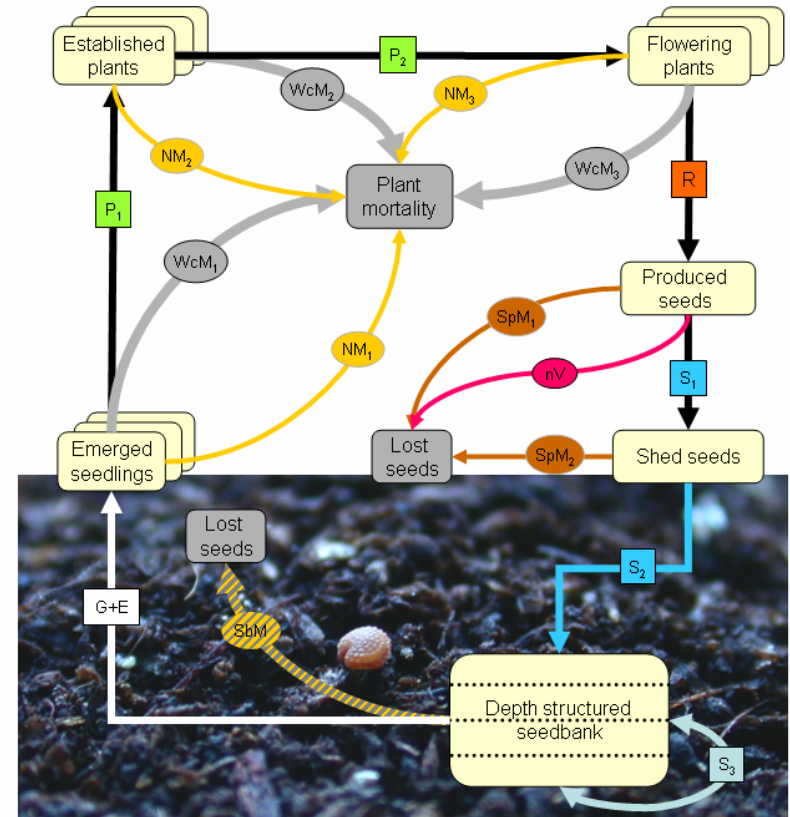 Established
plants
P2
Flowering
plants
WcM2
NM3
NM2
Plant
mortality
WcM3
R
P1
WcM1
Produced
seeds
SpM1
NM1
nV
S1
Emerged
seedlings
Lost
seeds
SpM2
Shed seeds
Lost
seeds
S2
G+E
SbM
Depth structured
seedbank
S3